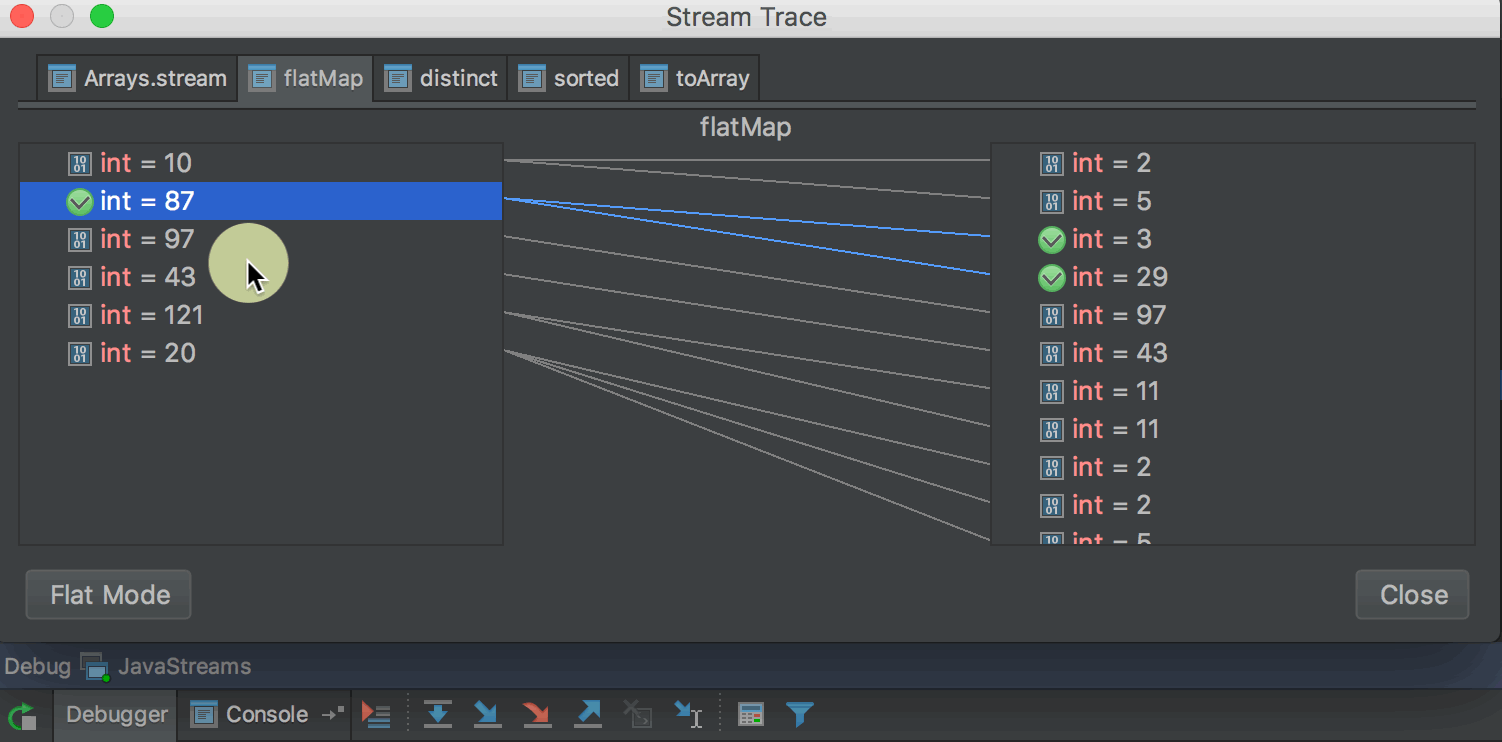 Stream Trace
Arrays.stream flatMap distinct sorted toArray
flatMap
int = 10
int = 87
int = 97
int = 43
int = 121
int = 20
int = 2
int = 5
int = 3
int = 29
int = 97
int = 43
int = 11
int = 11
int = 2
int = 2
int = 5
Flat Mode
Close
Debug JavaStreams
Debugger Console